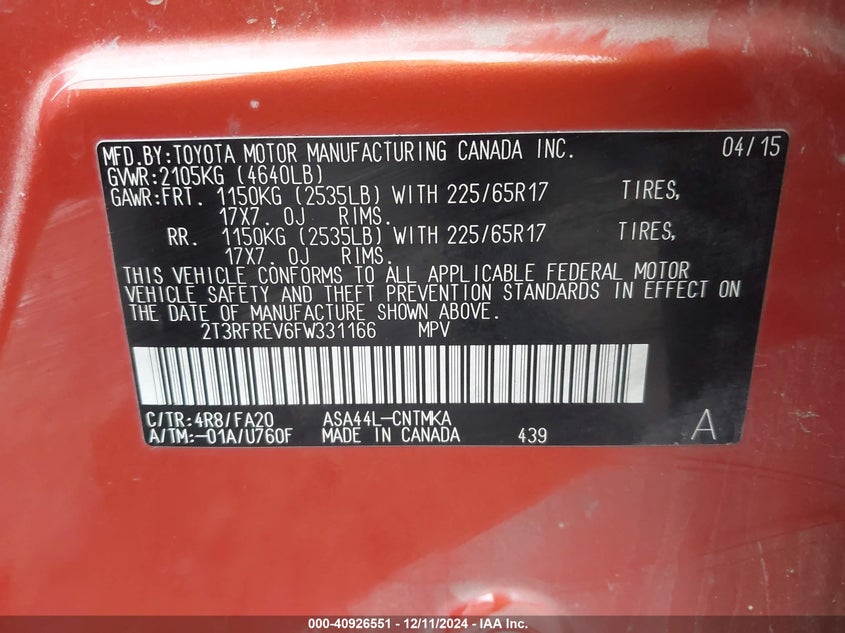 MFD.BY:TOYOTA MOTOR MANUFACTURING CANADA INC. 04/15
GVWR:2105KG (4640LB)
GAWR:FRT. 1150KG (2535LB) WITH 225/65R17 TIRES,
17X7.0J RIMS.
RR. 1150KG (2535LB) WITH 225/65R17 TIRES,
17X7.0J RIMS.
THIS VEHICLE CONFORMS TO ALL APPLICABLE FEDERAL MOTOR
VEHICLE SAFETY AND THEFT PREVENTION STANDARDS IN EFFECT ON
THE DATE OF MANUFACTURE SHOWN ABOVE.
2T3RFREV6FW331166 MPV
C/TR:4R8/FA20 ASA44L-CNTMKA
A/TM:-01A/U760F MADE IN CANADA 439 A
000-40926551 - 12/11/2024 - IAA Inc.